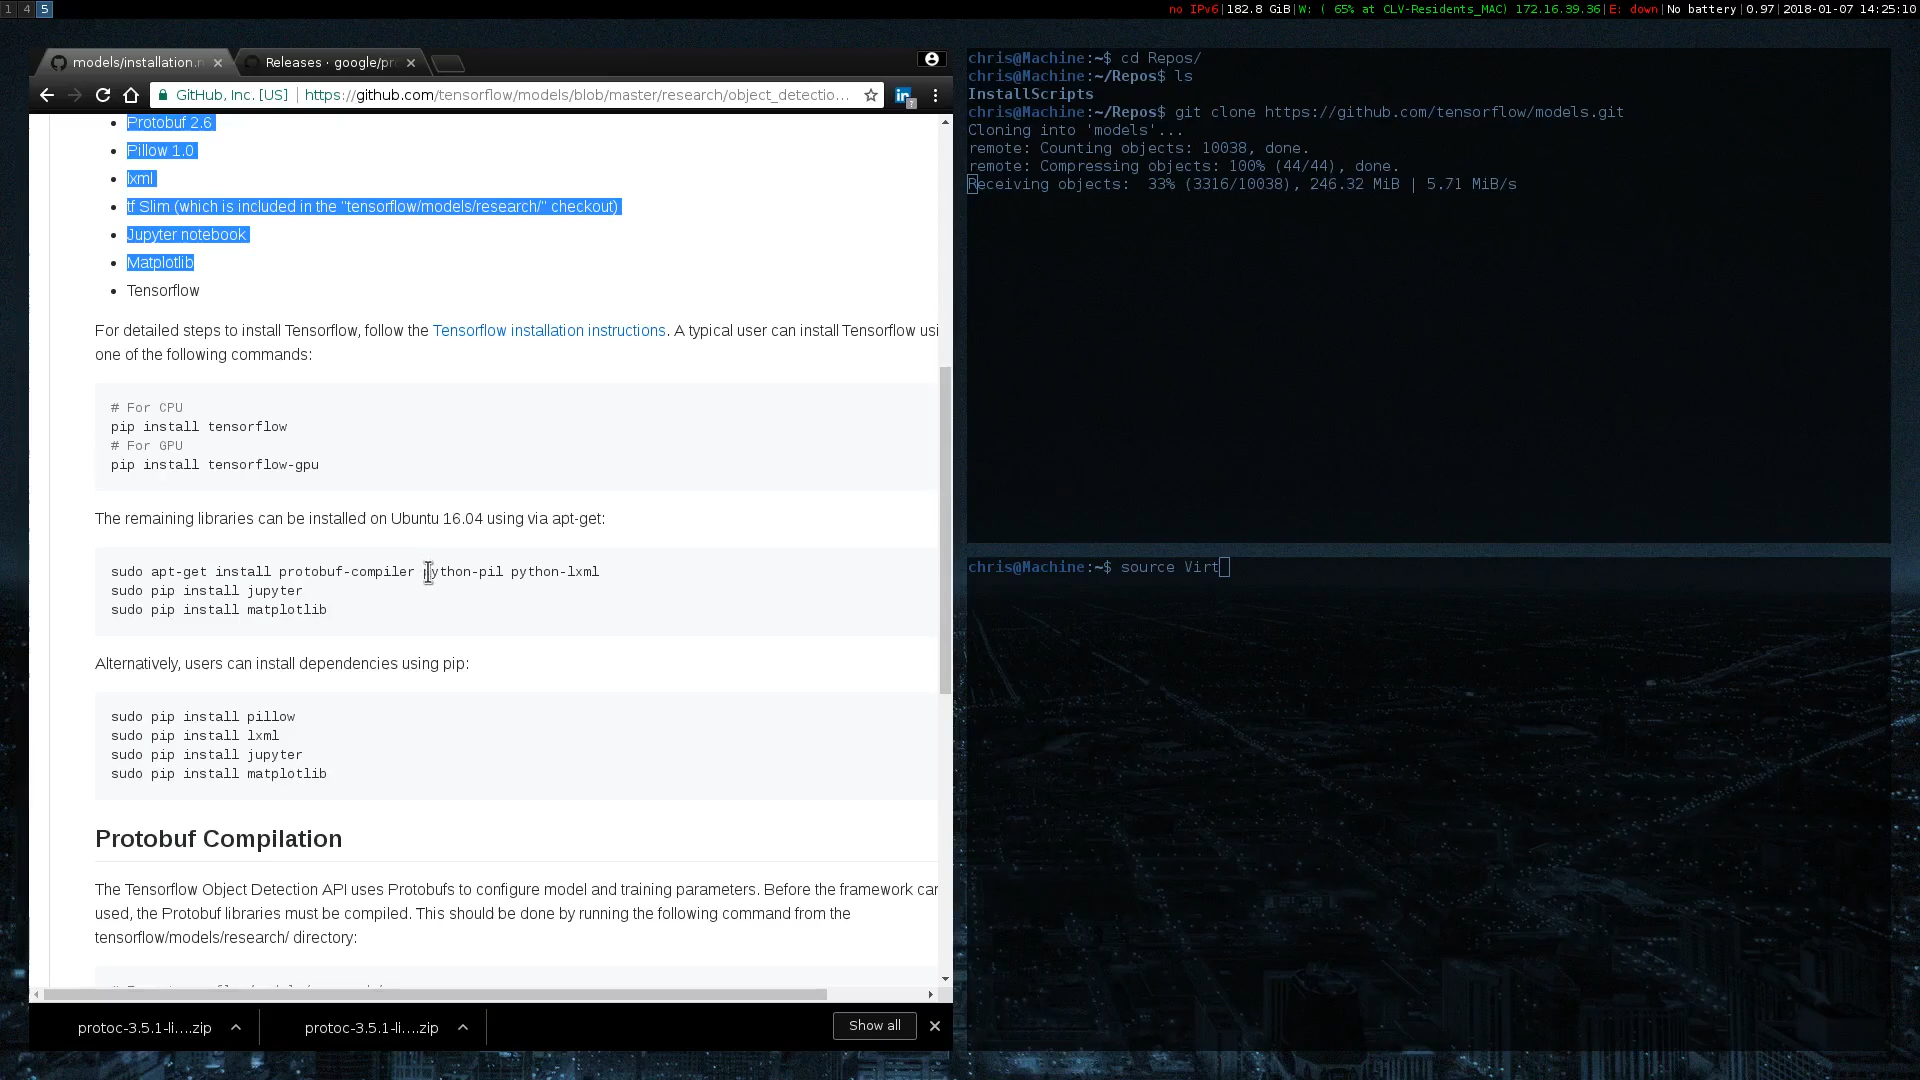 1 4 5
no IPv6|182.8 GiB|W: ( 65% at CLV-Residents_MAC) 172.16.39.36|E: down|No battery|0.97|2018-01-07 14:25:10
models/installation.
Releases · google/pr
GitHub, Inc. [US] | https://github.com/tensorflow/models/blob/master/research/object_detectio...
Protobuf 2.6
Pillow 1.0
lxml
tf Slim (which is included in the "tensorflow/models/research/" checkout)
Jupyter notebook
Matplotlib
Tensorflow
For detailed steps to install Tensorflow, follow the Tensorflow installation instructions. A typical user can install Tensorflow usi
one of the following commands:
# For CPU
pip install tensorflow
# For GPU
pip install tensorflow-gpu
The remaining libraries can be installed on Ubuntu 16.04 using via apt-get:
sudo apt-get install protobuf-compiler python-pil python-lxml
sudo pip install jupyter
sudo pip install matplotlib
Alternatively, users can install dependencies using pip:
sudo pip install pillow
sudo pip install lxml
sudo pip install jupyter
sudo pip install matplotlib
Protobuf Compilation
The Tensorflow Object Detection API uses Protobufs to configure model and training parameters. Before the framework can
used, the Protobuf libraries must be compiled. This should be done by running the following command from the
tensorflow/models/research/ directory:
protoc-3.5.1-li....zip
protoc-3.5.1-li....zip
Show all
chris@Machine:~$ cd Repos/
chris@Machine:~/Repos$ ls
InstallScripts
chris@Machine:~/Repos$ git clone https://github.com/tensorflow/models.git
Cloning into 'models'...
remote: Counting objects: 10038, done.
remote: Compressing objects: 100% (44/44), done.
Receiving objects:  33% (3316/10038), 246.32 MiB | 5.71 MiB/s
chris@Machine:~$ source Virt